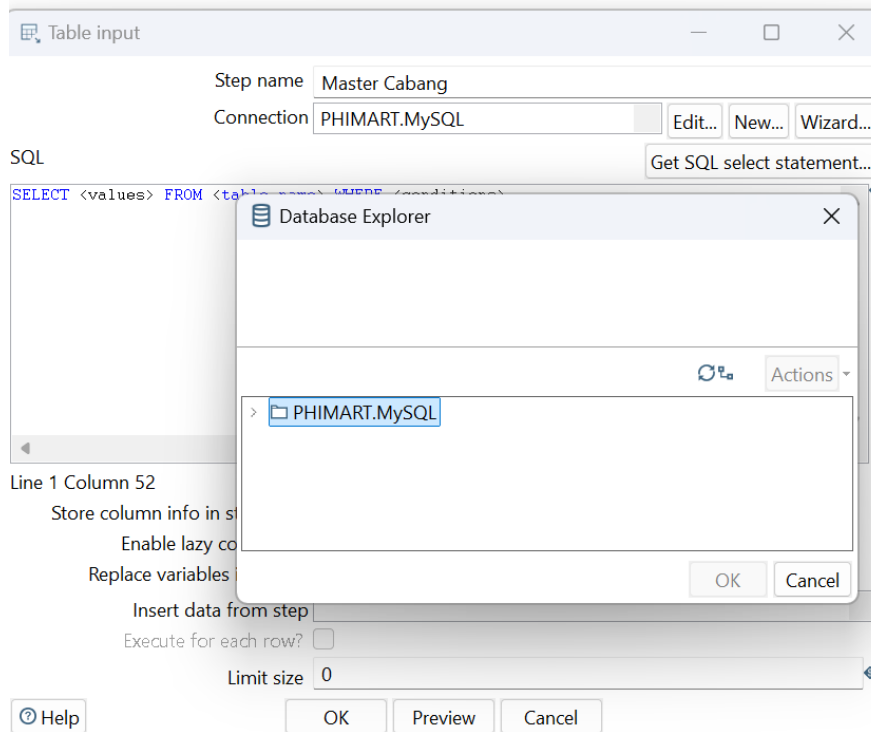 Table input
Step name Master Cabang
Connection PHIMART.MySQL Edit... New... Wizard...
SQL Get SQL select statement...
SELECT <values> FROM
Database Explorer
Actions
PHIMART.MySQL
OK Cancel
Line 1 Column 52
Store column info in
Enable lazy
Replace variables
Insert data from step
Execute for each row?
Limit size 0
Help OK Preview Cancel